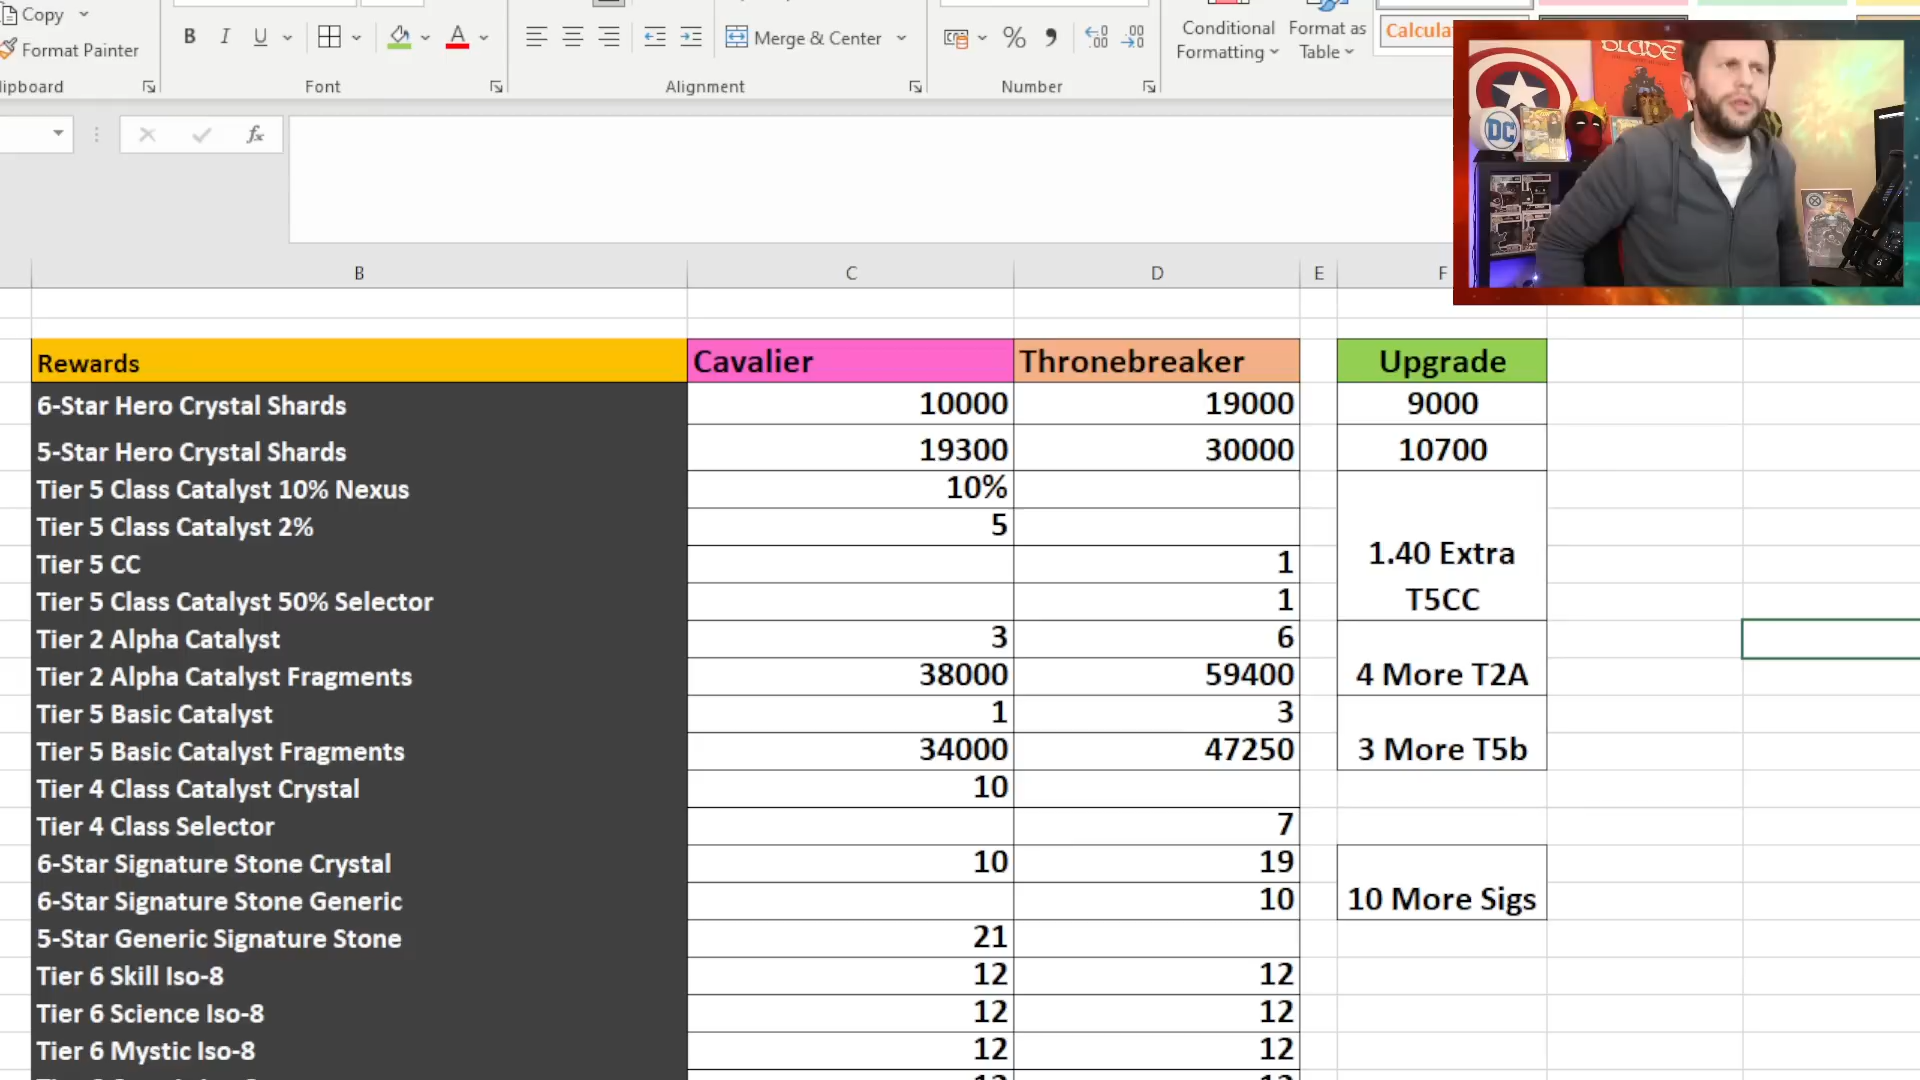 Copy
Format Painter
lipboard
B I U
A
Font
Alignment
Merge & Center
%
Number
Conditional
Formatting
Format as
Table
Calcula
BLADE
DC
fx
B C D E F
Rewards Cavalier Thronebreaker Upgrade
6-Star Hero Crystal Shards 10000 19000 9000
5-Star Hero Crystal Shards 19300 30000 10700
Tier 5 Class Catalyst 10% Nexus 10%
Tier 5 Class Catalyst 2% 5
Tier 5 CC 1 1.40 Extra
Tier 5 Class Catalyst 50% Selector 1 T5CC
Tier 2 Alpha Catalyst 3 6
Tier 2 Alpha Catalyst Fragments 38000 59400 4 More T2A
Tier 5 Basic Catalyst 1 3
Tier 5 Basic Catalyst Fragments 34000 47250 3 More T5b
Tier 4 Class Catalyst Crystal 10
Tier 4 Class Selector 7
6-Star Signature Stone Crystal 10 19
6-Star Signature Stone Generic 10 10 More Sigs
5-Star Generic Signature Stone 21
Tier 6 Skill Iso-8 12 12
Tier 6 Science Iso-8 12 12
Tier 6 Mystic Iso-8 12 12